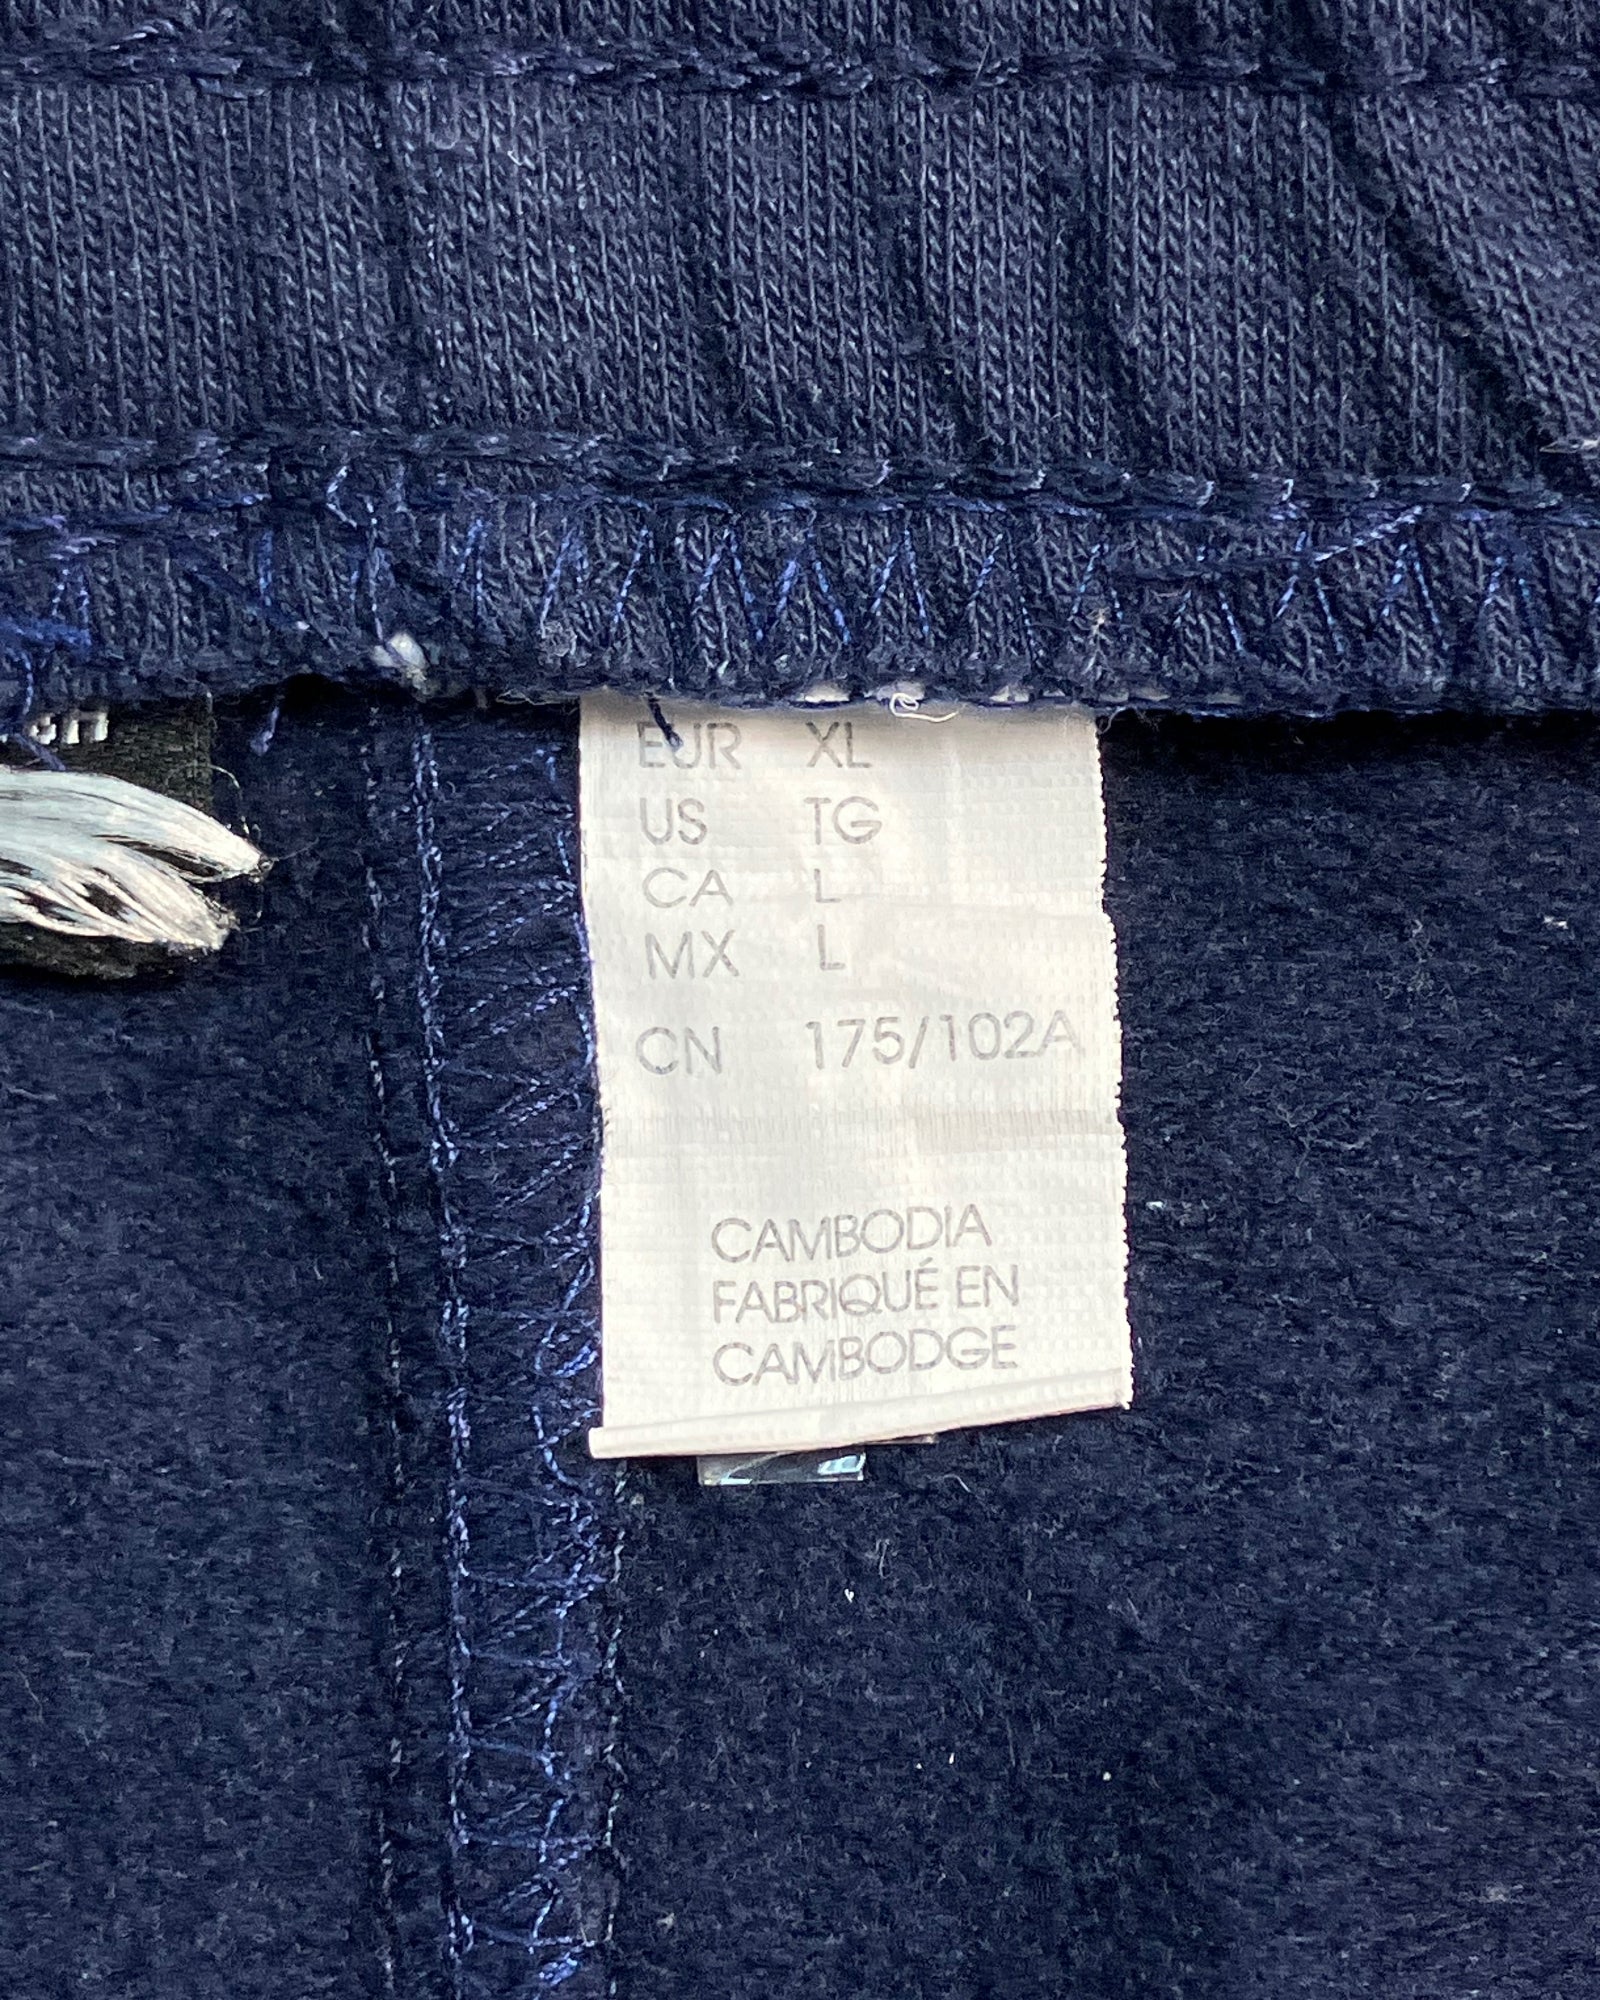 EUR XL
US TG
CA L
MX L
CN 175/102A
CAMBODIA
FABRIQUÉ EN
CAMBODGE